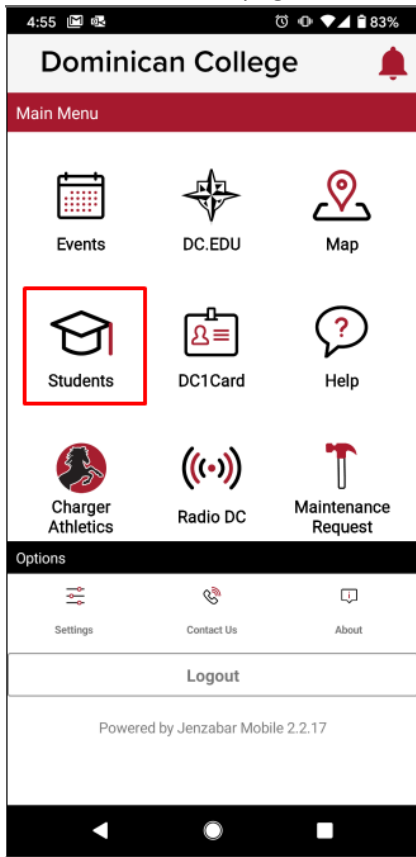 4:55 83%
Dominican College
Main Menu
Events DC.EDU Map
Students DC1Card Help
Charger Athletics Radio DC Maintenance Request
Options
Settings Contact Us About
Logout
Powered by Jenzabar Mobile 2.2.17